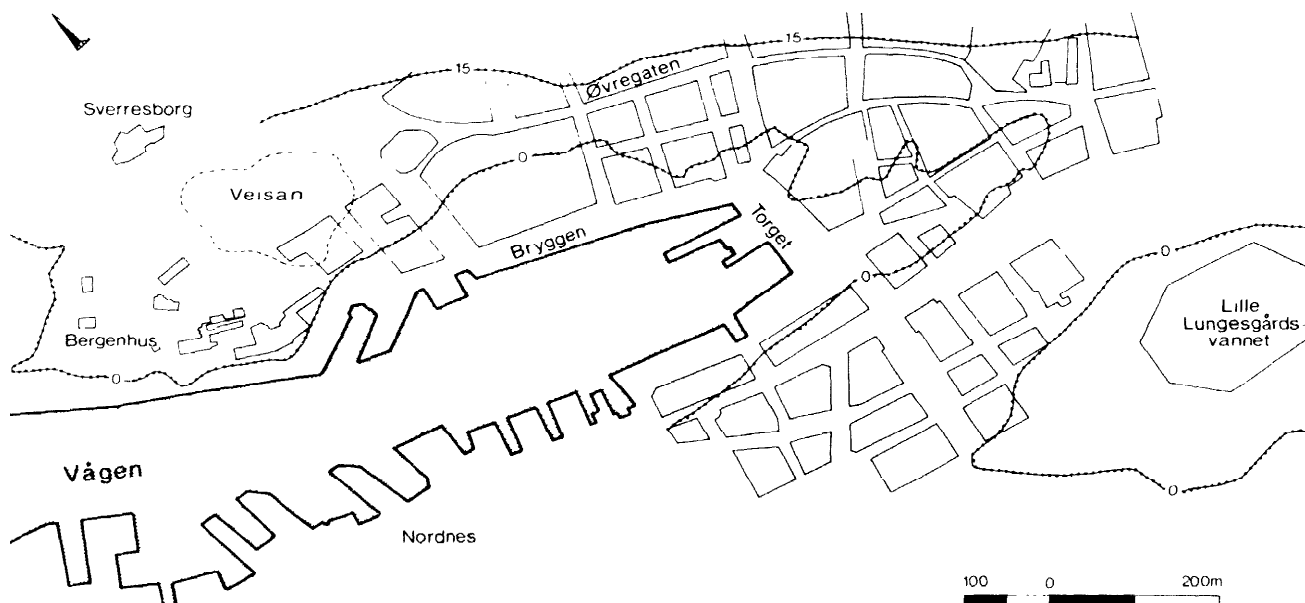 15
15
Øvregaten
Sverresborg
0
Veisan
Torget
Bryggen
0
0
Lille
Lungesgårds-
vannet
Bergenhus
0
Vågen
0
Nordnes
100 0 200m